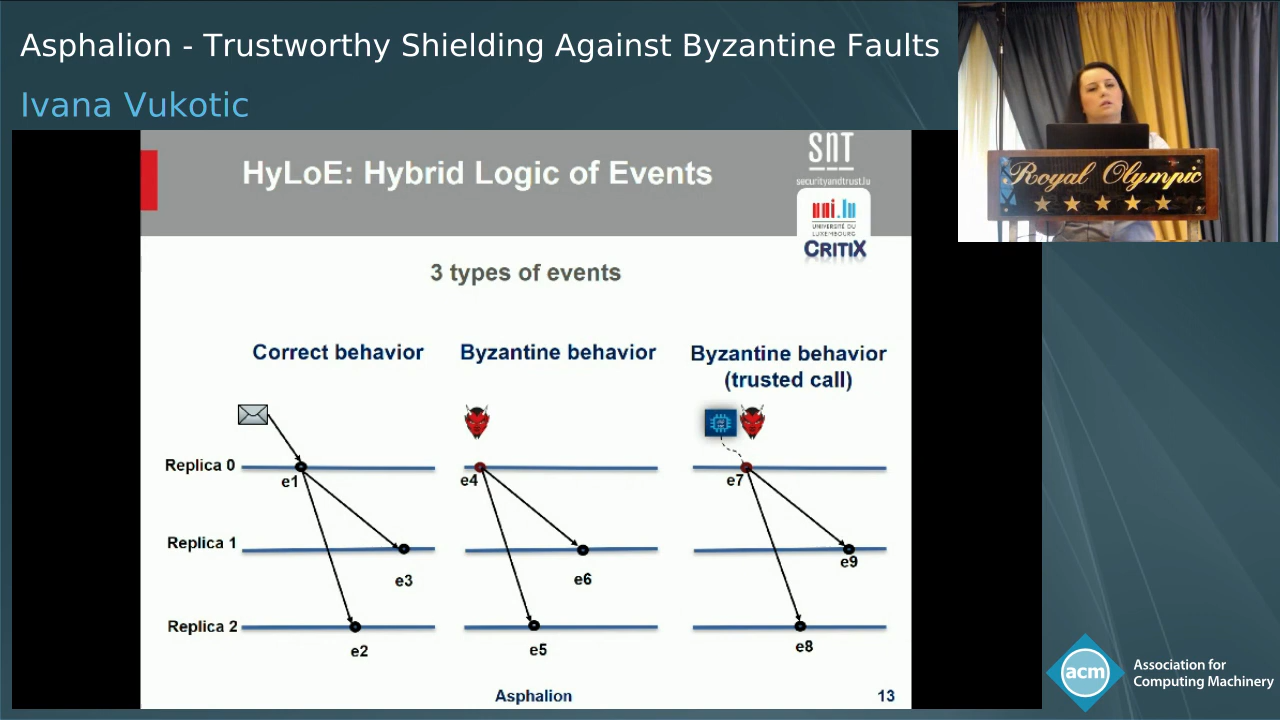 Asphalion - Trustworthy Shielding Against Byzantine Faults
Ivana Vukotic
HyLoE: Hybrid Logic of Events
SnT
securityandtrust.lu
uni.lu
UNIVERSITÉ DU
LUXEMBOURG
CRITIX
Royal Olympic
3 types of events
Correct behavior
Byzantine behavior
Byzantine behavior
(trusted call)
Replica 0
e1
e4
e7
Replica 1
e3
e6
e9
Replica 2
e2
e5
e8
Asphalion
13
acm
Association for
Computing Machinery